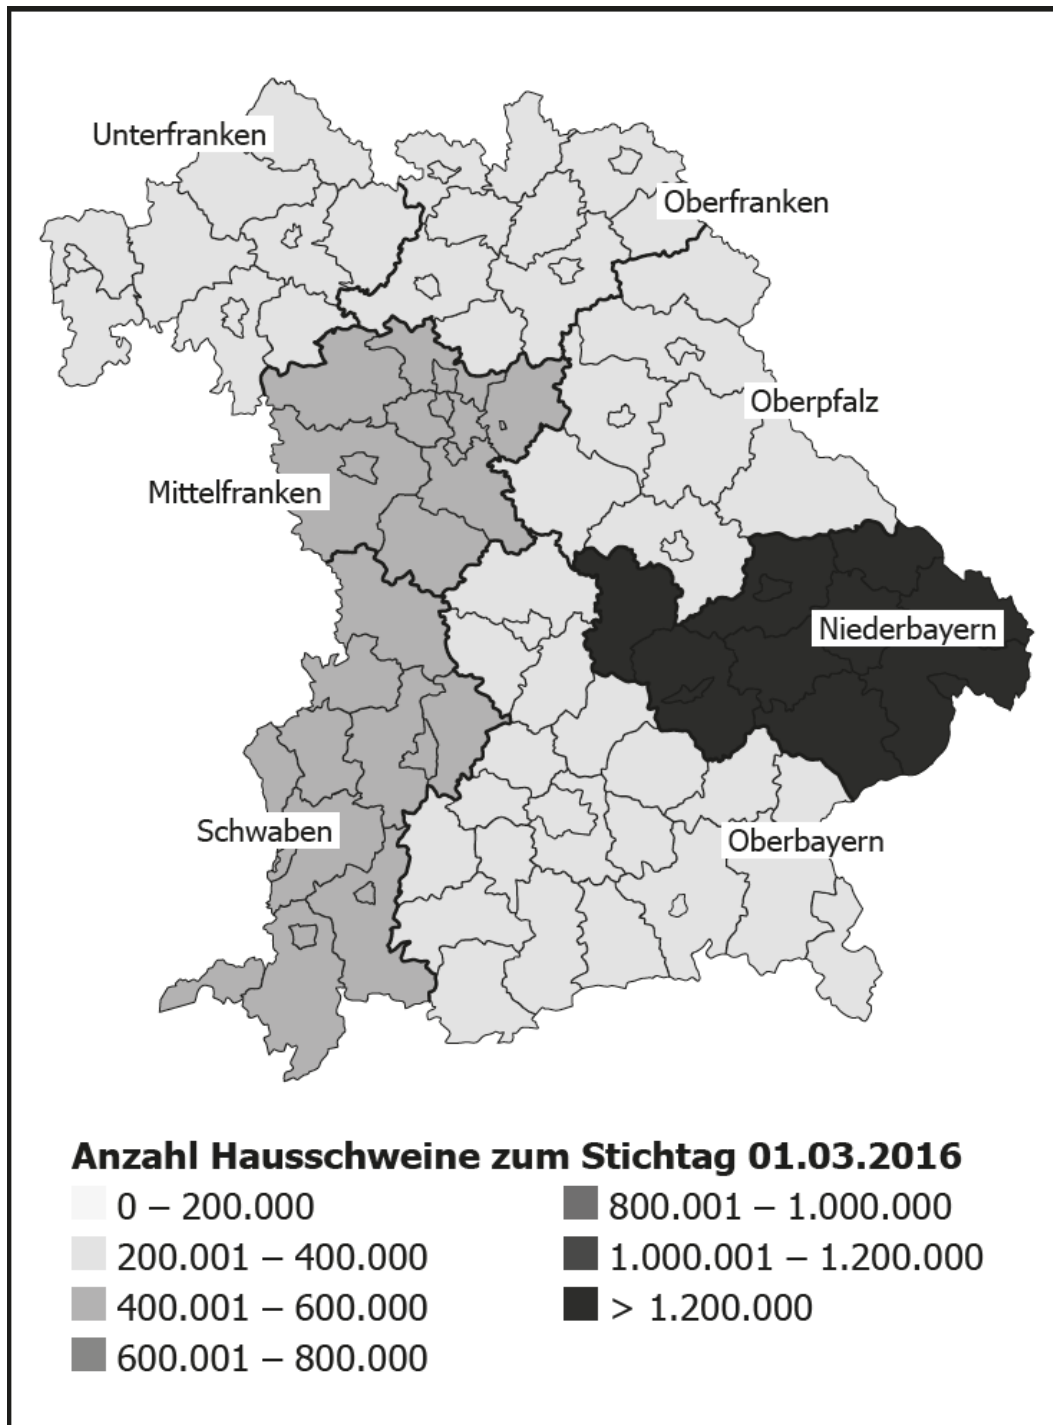 Unterfranken
Oberfranken
Oberpfalz
Mittelfranken
Niederbayern
Schwaben
Oberbayern
Anzahl Hausschweine zum Stichtag 01.03.2016
0 – 200.000
200.001 – 400.000
400.001 – 600.000
600.001 – 800.000
800.001 – 1.000.000
1.000.001 – 1.200.000
> 1.200.000